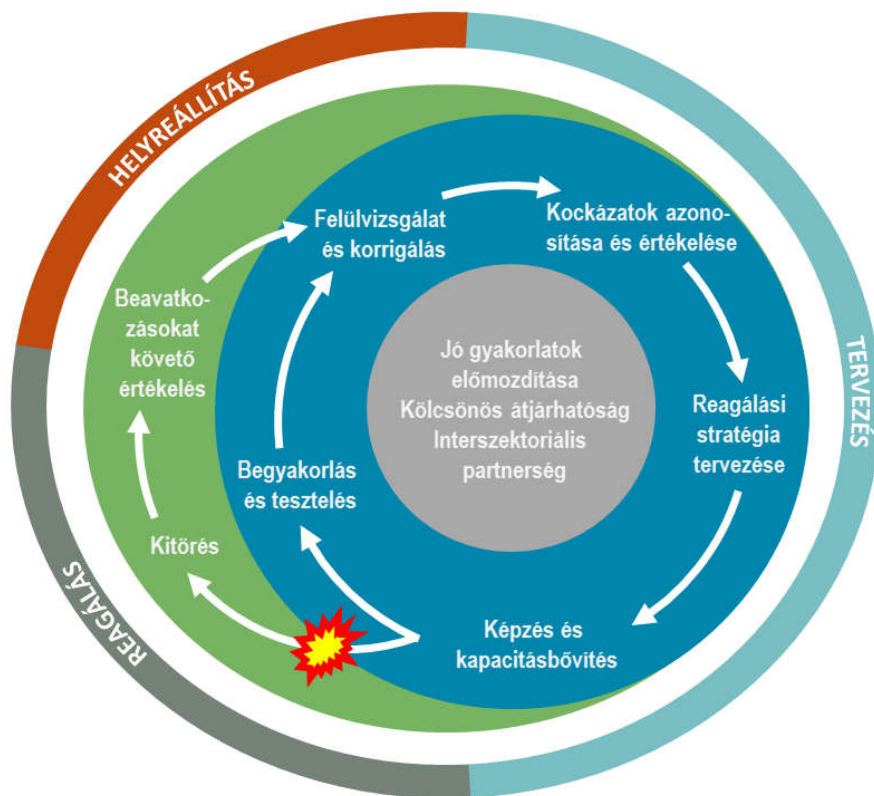 HELYREÁLLÍTÁS
TERVEZÉS
REAGÁLÁS
Felülvizsgálat
és korrigálás
Kockázatok azono-
sítása és értékelése
Reagálási
stratégia
tervezése
Képzés és
kapacitásbővítés
Begyakorlás
és tesztelés
Kitörés
Beavatko-
zásokat
követő
értékelés
Jó gyakorlatok
előmozdítása
Kölcsönös átjárhatóság
Interszektoriális
partnerség